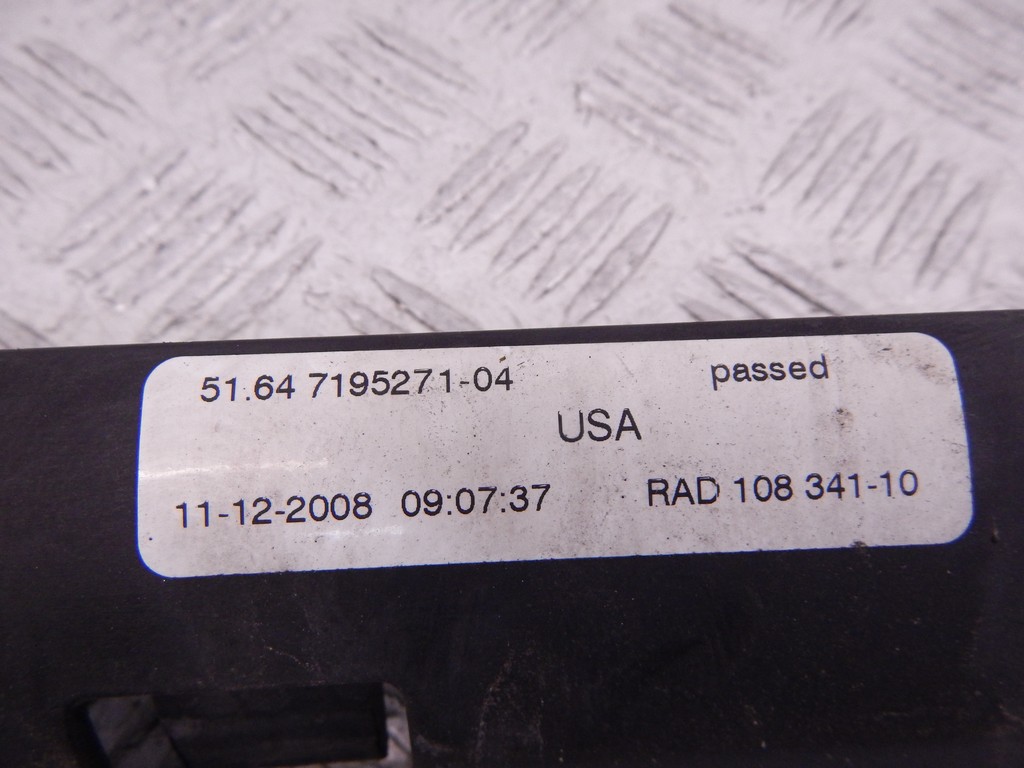 51.64 7195271-04 passed
USA
11-12-2008 09:07:37 RAD 108 341-10